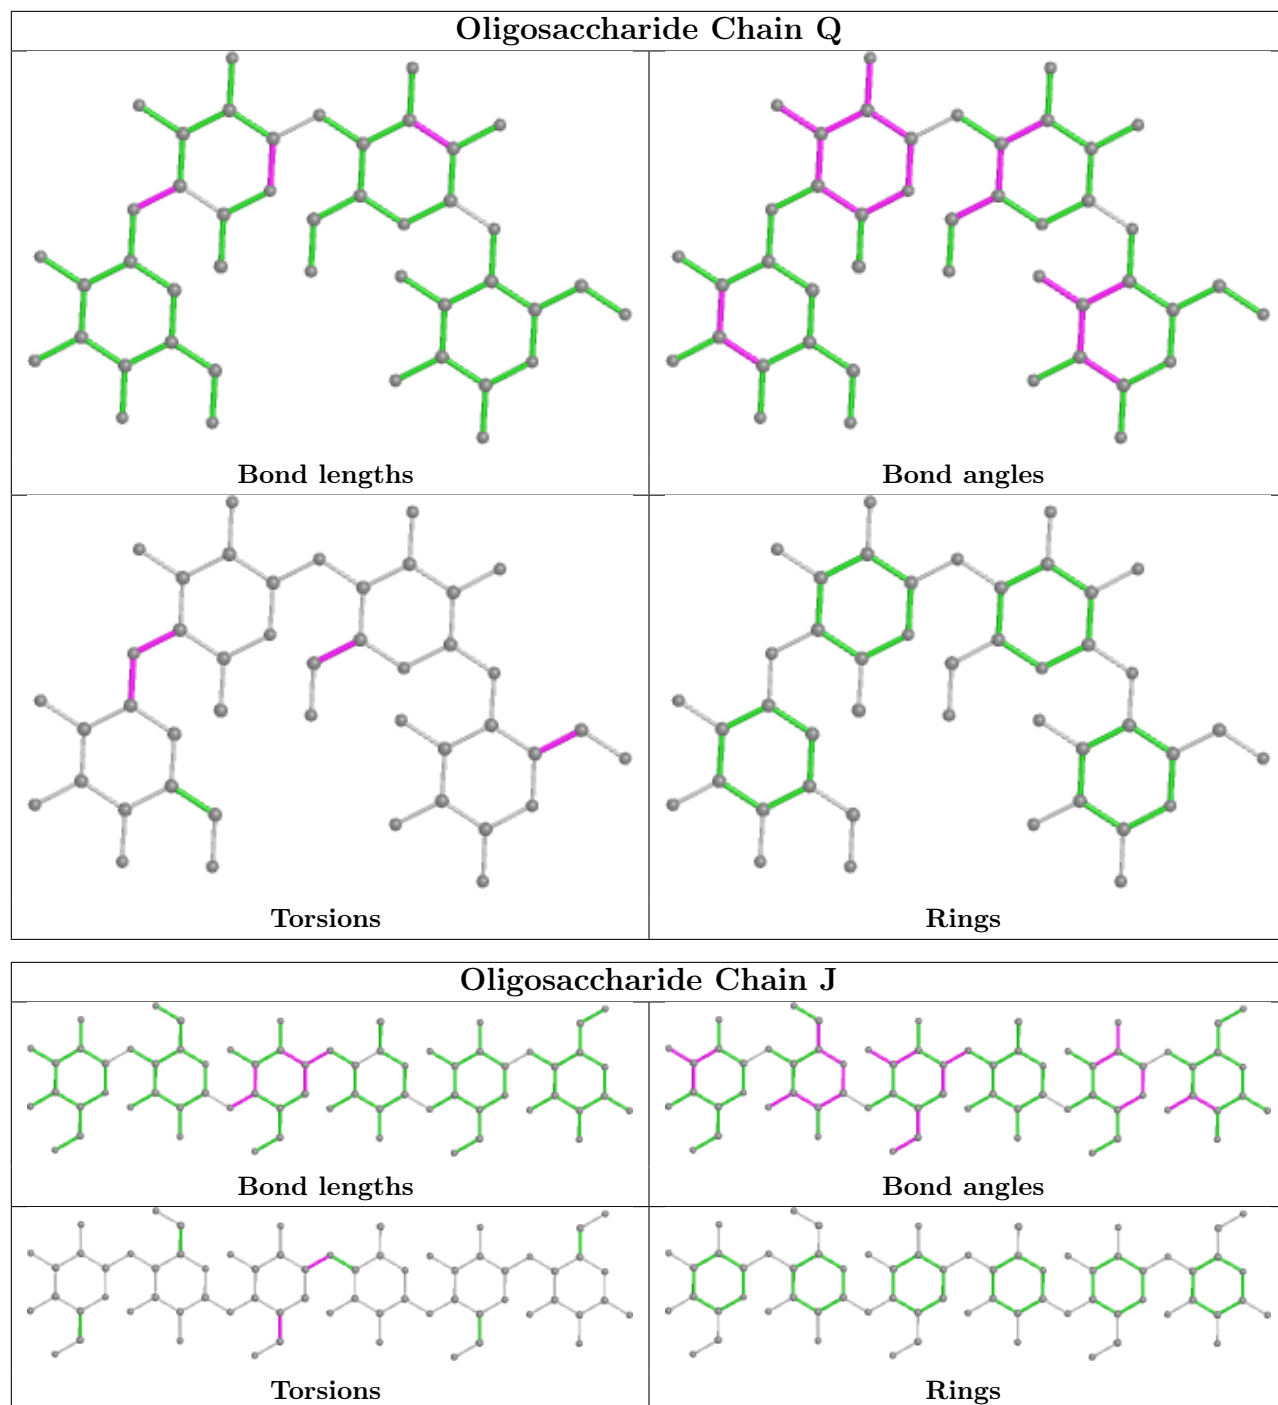 Oligosaccharide Chain Q
Bond lengths
Bond angles
Torsions
Rings
Oligosaccharide Chain J
Bond lengths
Bond angles
Torsions
Rings